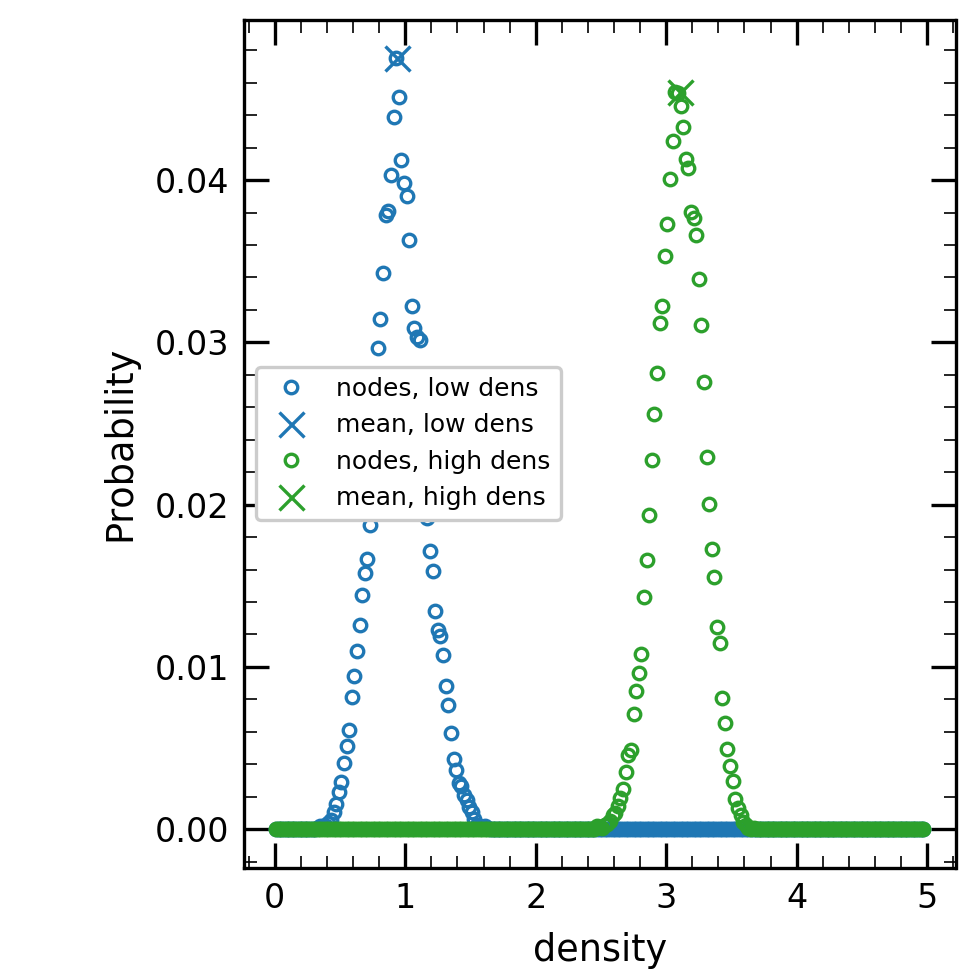 0.04
0.03
0.02
0.01
0.00
Probability
nodes, low dens
mean, low dens
nodes, high dens
mean, high dens
0 1 2 3 4 5
density